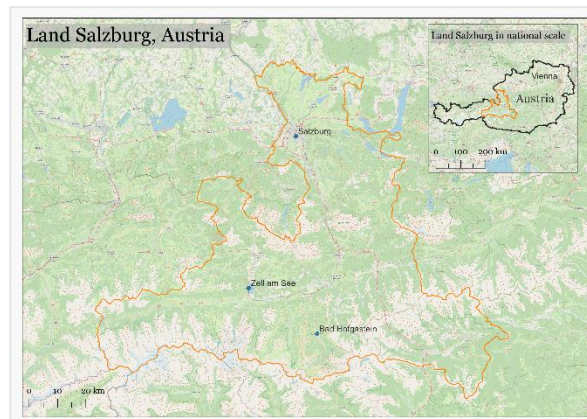 Land Salzburg, Austria
Land Salzburg in national scale
Vienna
Austria
0 100 200 km
Salzburg
Zell am See
Bad Hofgastein
0 10 20 km